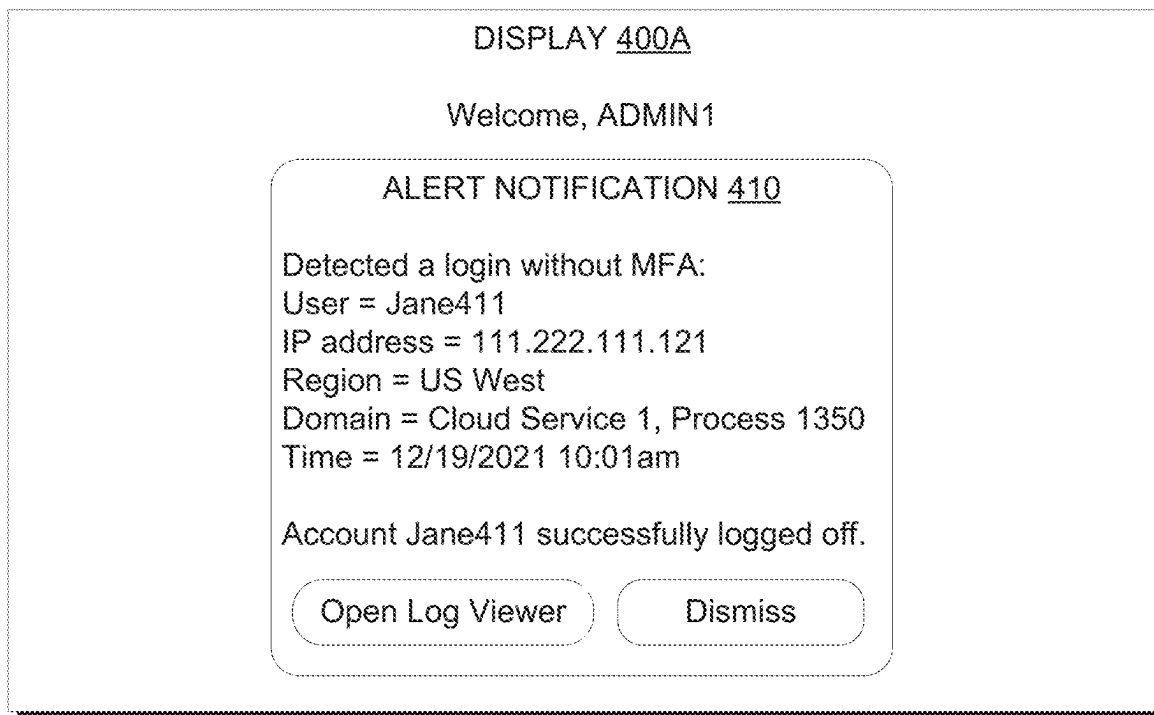 DISPLAY 400A
Welcome, ADMIN1
ALERT NOTIFICATION 410
Detected a login without MFA:
User = Jane411
IP address = 111.222.111.121
Region = US West
Domain = Cloud Service 1, Process 1350
Time = 12/19/2021 10:01am
Account Jane411 successfully logged off.
Open Log Viewer
Dismiss